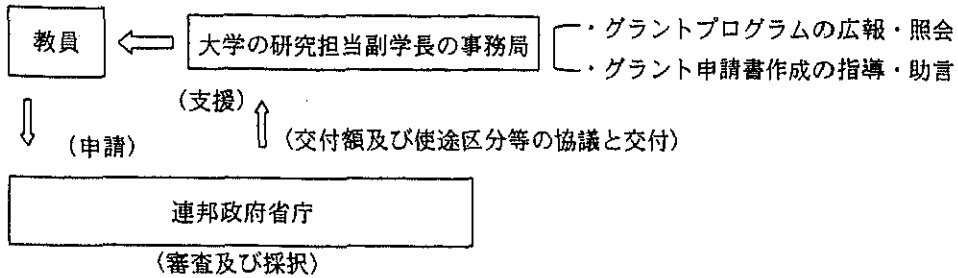 教員
大学の研究担当副学長の事務局
・グラントプログラムの広報・照会
・グラント申請書作成の指導・助言
(支援)
(申請)
(交付額及び使途区分等の協議と交付)
連邦政府省庁
(審査及び採択)